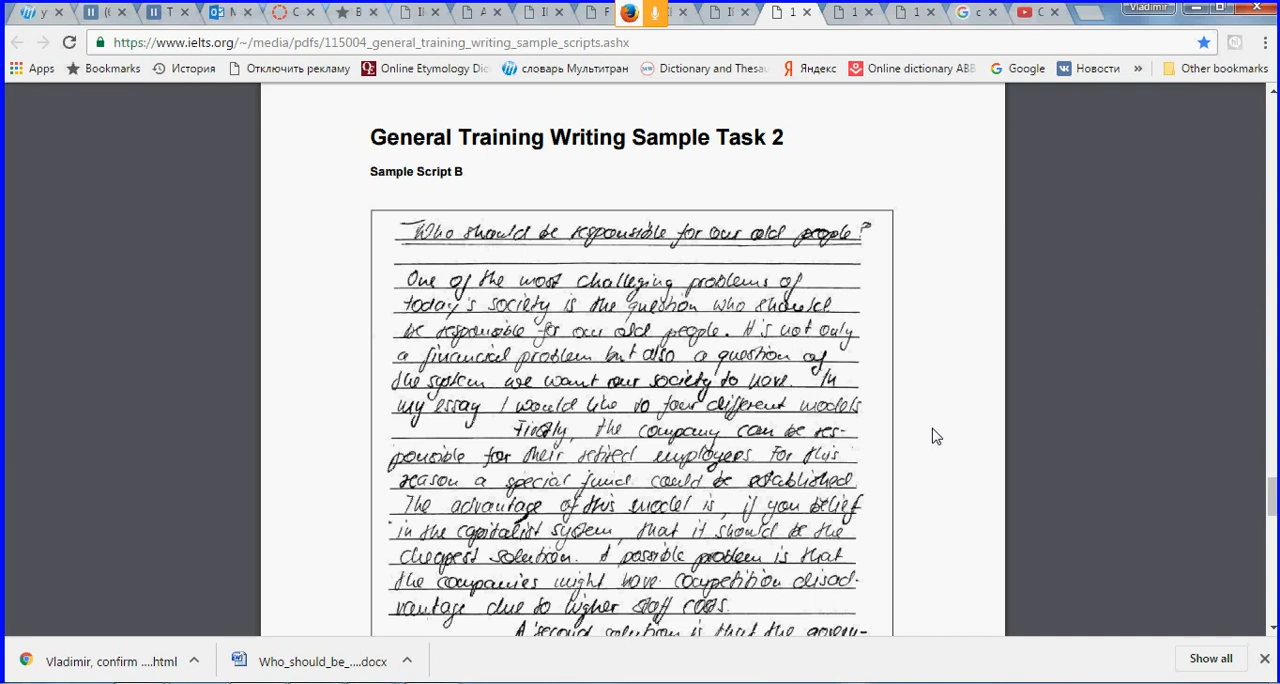 Vladimir
https://www.ielts.org/~/media/pdfs/115004_general_training_writing_sample_scripts.ashx
Apps Bookmarks История Отключить рекламу Online Etymology Dic словарь Мультитран Dictionary and Thesau Яндекс Online dictionary ABB Google Новости » Other bookmarks
General Training Writing Sample Task 2
Sample Script B
Who should be responsible for our old people?
One of the most challeging problems of
today's society is the question who should
be responsible for our old people. It's not only
a financial problem but also a question of
the system we want our society to have. In
my essay I would like to four different models
Firstly, the company can be res-
ponsible for their retired employees For this
reason a special fund could be established
The advantage of this model is, if you belief
in the capitalist system, that it should be the
cheapest solution. A possible problem is that
the companies might have competition disad-
vantage due to higher staff costs.
A second solution is that the govern-
Vladimir, confirm ....html Who_should_be_....docx Show all